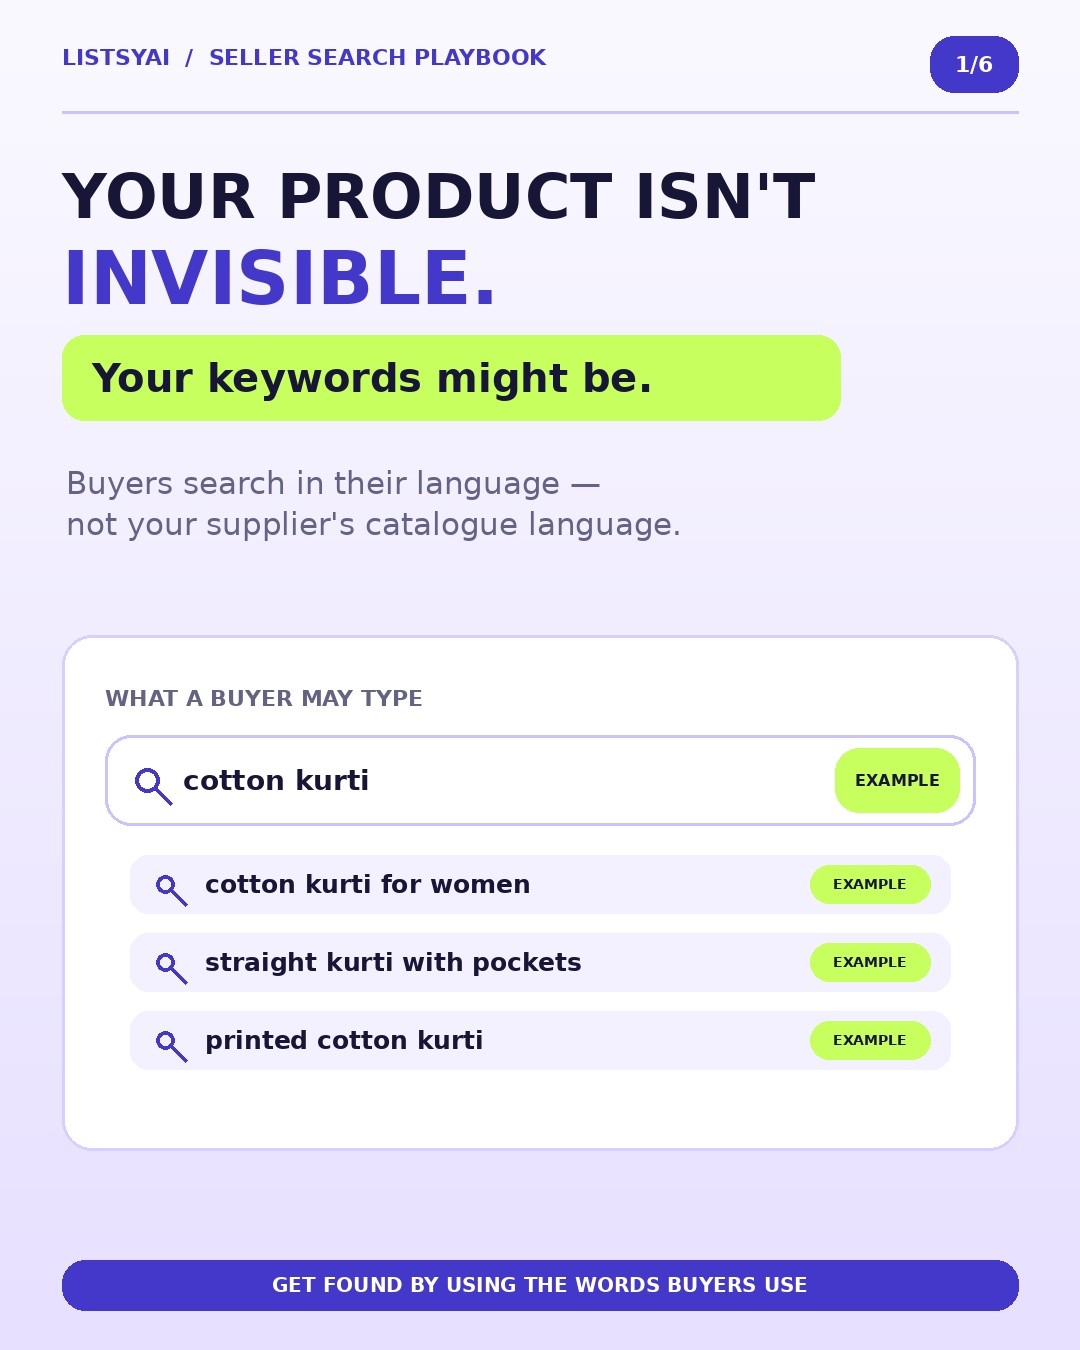 LISTSYAI / SELLER SEARCH PLAYBOOK
1/6
YOUR PRODUCT ISN'T
INVISIBLE.
Your keywords might be.
Buyers search in their language —
not your supplier's catalogue language.
WHAT A BUYER MAY TYPE
cotton kurti EXAMPLE
cotton kurti for women EXAMPLE
straight kurti with pockets EXAMPLE
printed cotton kurti EXAMPLE
GET FOUND BY USING THE WORDS BUYERS USE